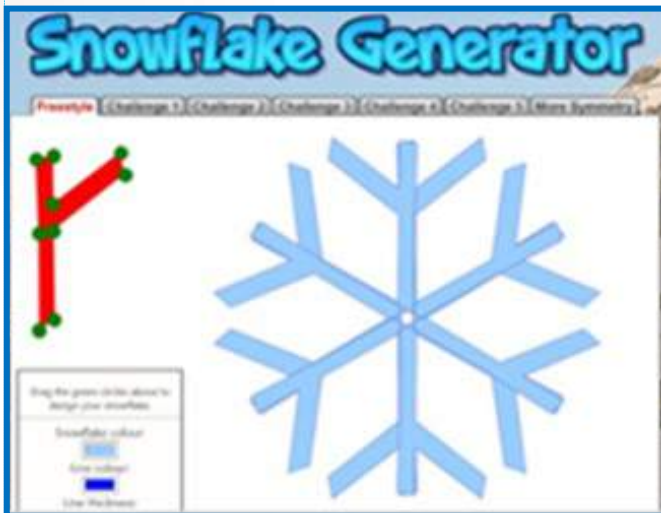 Snowflake Generator
Freestyle Challenge 1 Challenge 2 Challenge 3 Challenge 4 Challenge 5 More Symmetry
Drag the green circles above to
design your snowflake
Snowflake colour:
Line colour:
Line thickness: